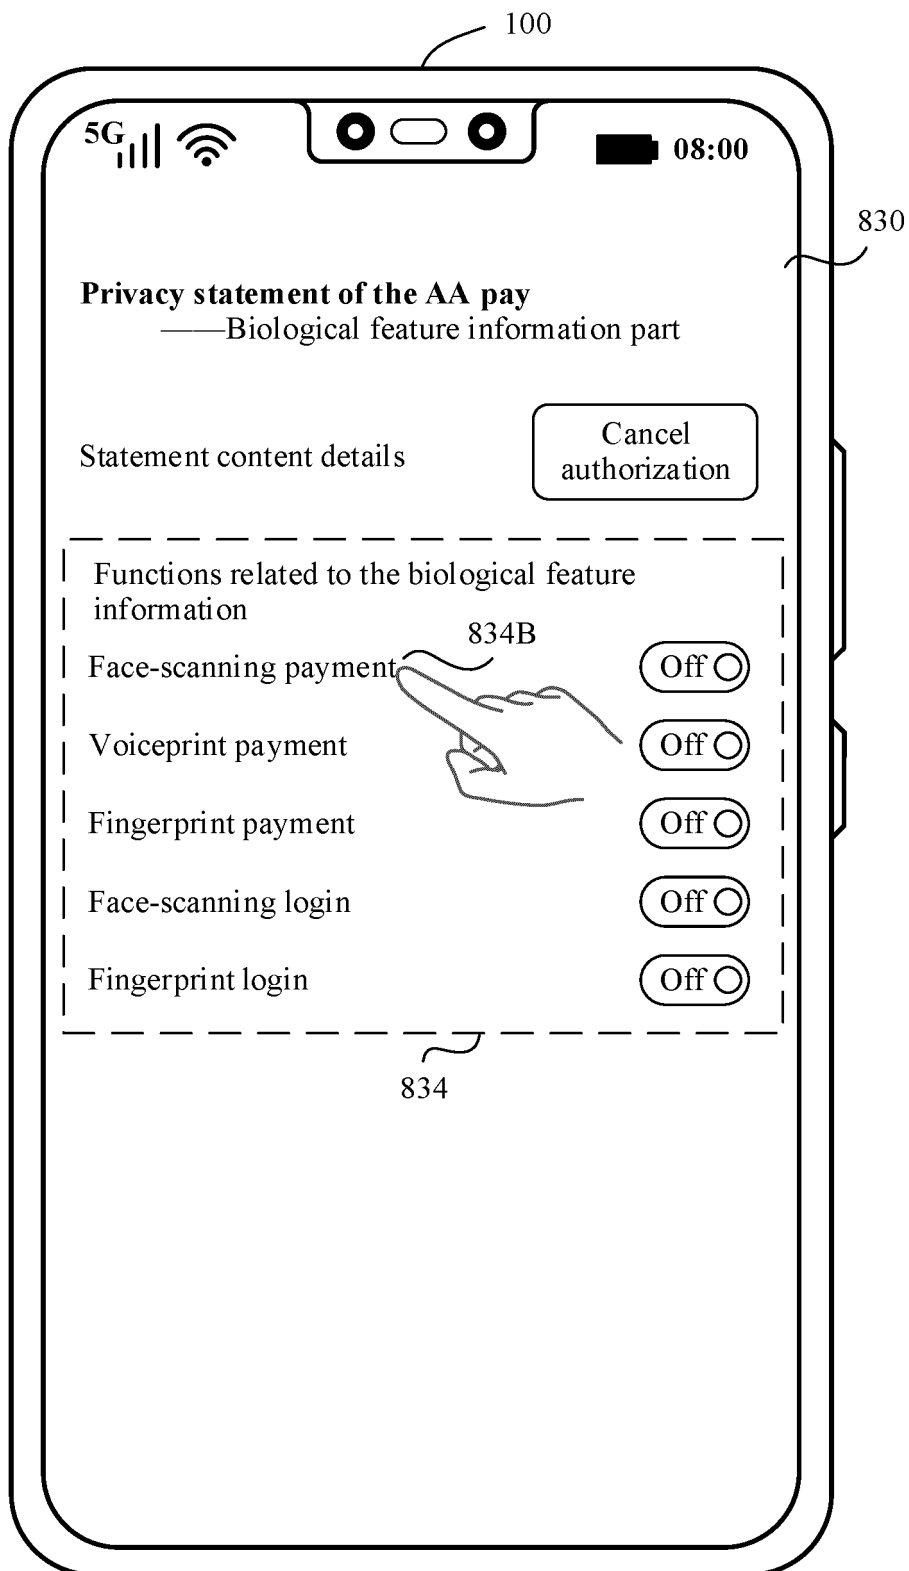 100
5G
08:00
830
Privacy statement of the AA pay
——Biological feature information part
Statement content details
Cancel
authorization
Functions related to the biological feature
information
834B
Face-scanning payment
Off
Voiceprint payment
Off
Fingerprint payment
Off
Face-scanning login
Off
Fingerprint login
Off
834